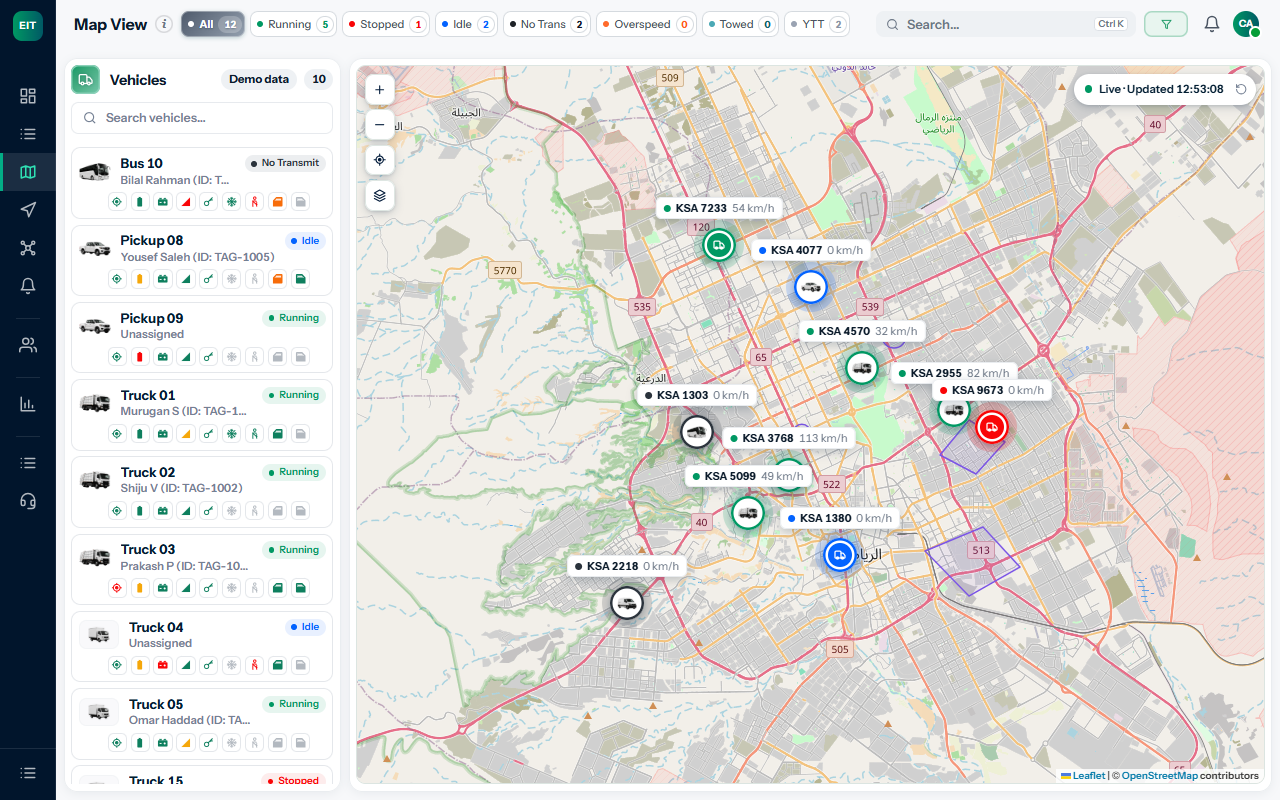 EIT
Map View
All 12
Running 5
Stopped 1
Idle 2
No Trans 2
Overspeed 0
Towed 0
YTT 2
Search...
Ctrl K
CA
Vehicles
Demo data
10
Search vehicles...
Bus 10
No Transmit
Bilal Rahman (ID: T...
Pickup 08
Idle
Yousef Saleh (ID: TAG-1005)
Pickup 09
Running
Unassigned
Truck 01
Running
Murugan S (ID: TAG-1...
Truck 02
Running
Shiju V (ID: TAG-1002)
Truck 03
Running
Prakash P (ID: TAG-10...
Truck 04
Idle
Unassigned
Truck 05
Running
Omar Haddad (ID: TA...
Truck 15
Stopped
+
−
Live · Updated 12:53:08
509
الجبيلة
منتزه الرمال
الرياضي
40
KSA 7233 54 km/h
120
KSA 4077 0 km/h
5770
535
539
KSA 4570 32 km/h
65
KSA 2955 82 km/h
الدرعية
KSA 9673 0 km/h
KSA 1303 0 km/h
KSA 3768 113 km/h
KSA 5099 49 km/h
522
40
KSA 1380 0 km/h
513
KSA 2218 0 km/h
505
Leaflet | © OpenStreetMap contributors